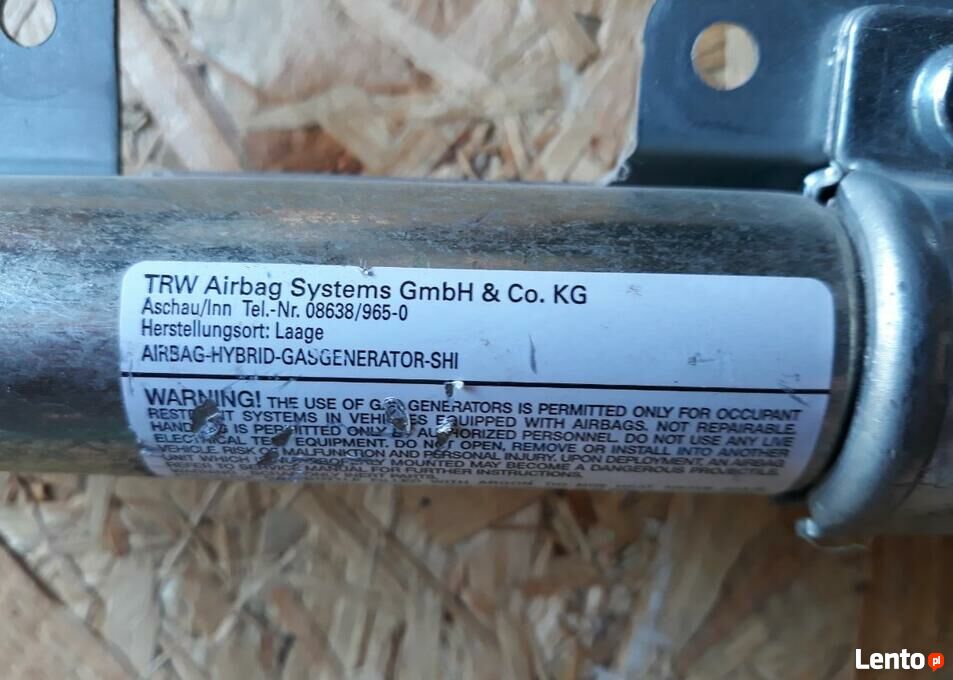 TRW Airbag Systems GmbH & Co. KG
Aschau/Inn Tel.-Nr. 08638/965-0
Herstellungsort: Laage
AIRBAG-HYBRID-GASGENERATOR-SHI
WARNING! THE USE OF GAS GENERATORS IS PERMITTED ONLY FOR OCCUPANT
RESTRAINT SYSTEMS IN VEHICLES EQUIPPED WITH AIRBAGS. NOT REPAIRABLE.
HANDLING IS PERMITTED ONLY BY AUTHORIZED PERSONNEL. DO NOT USE ANY LIVE
ELECTRICAL TEST EQUIPMENT. DO NOT OPEN, REMOVE OR INSTALL INTO ANOTHER
VEHICLE. RISK OF MALFUNKTION AND PERSONAL INJURY. UPON DEPLOYMENT AN AIRBAG
MAY BECOME A DANGEROUS PROJECTILE.
REFER TO SERVICE MANUAL FOR FURTHER INSTRUCTIONS.
FILLED WITH ARGON
Lento pl